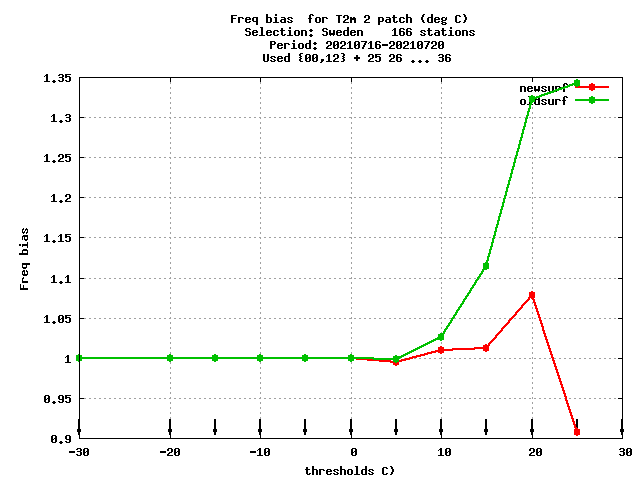 Freq bias  for T2m 2 patch (deg C)
Selection: Sweden    166 stations
Period: 20210716-20210720
Used {00,12} + 25 26 ... 36
newsurf
oldsurf
1.35
1.3
1.25
1.2
1.15
1.1
1.05
1
0.95
0.9
Freq bias
-30
-20
-10
0
10
20
30
thresholds C)